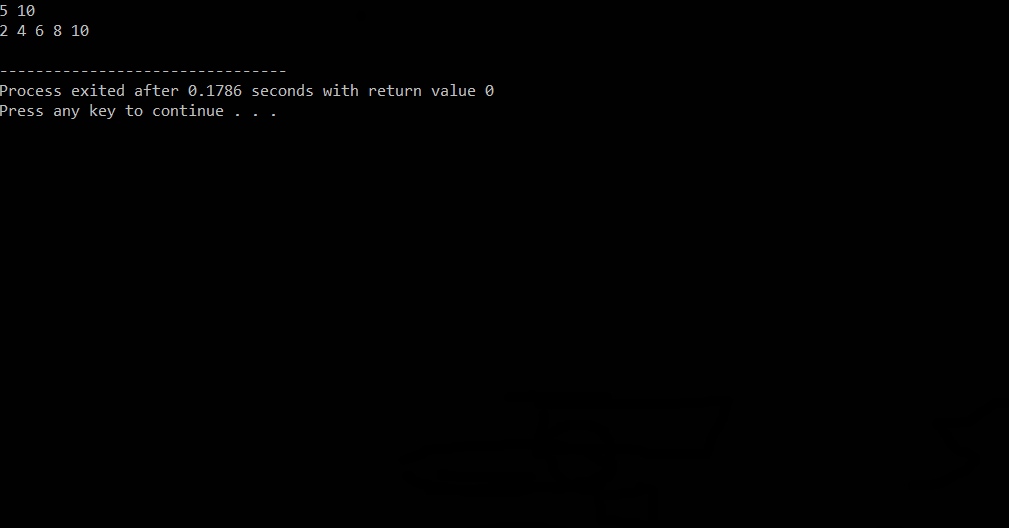 5 10
2 4 6 8 10
--------------------------------
Process exited after 0.1786 seconds with return value 0
Press any key to continue . . .